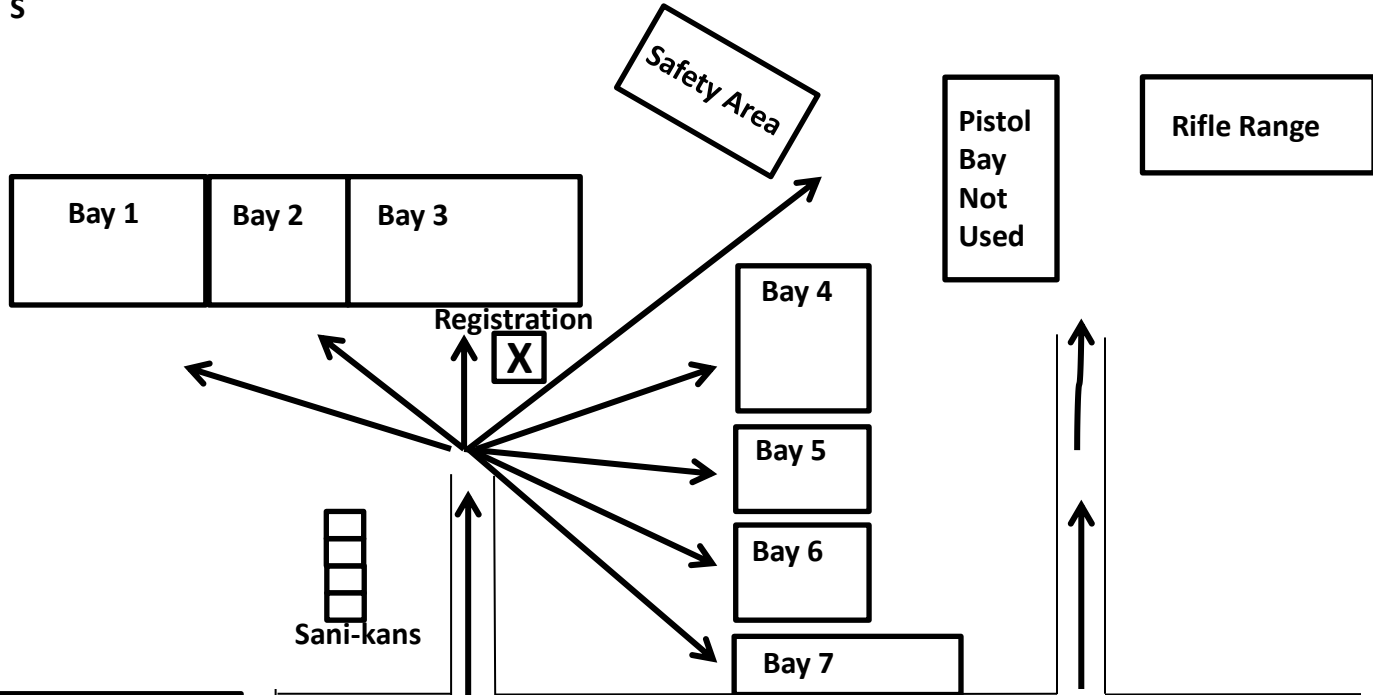 S
Safety Area
Pistol
Bay
Not
Used
Rifle Range
Bay 1
Bay 2
Bay 3
Bay 4
Registration
X
Bay 5
Bay 6
Sani-kans
Bay 7